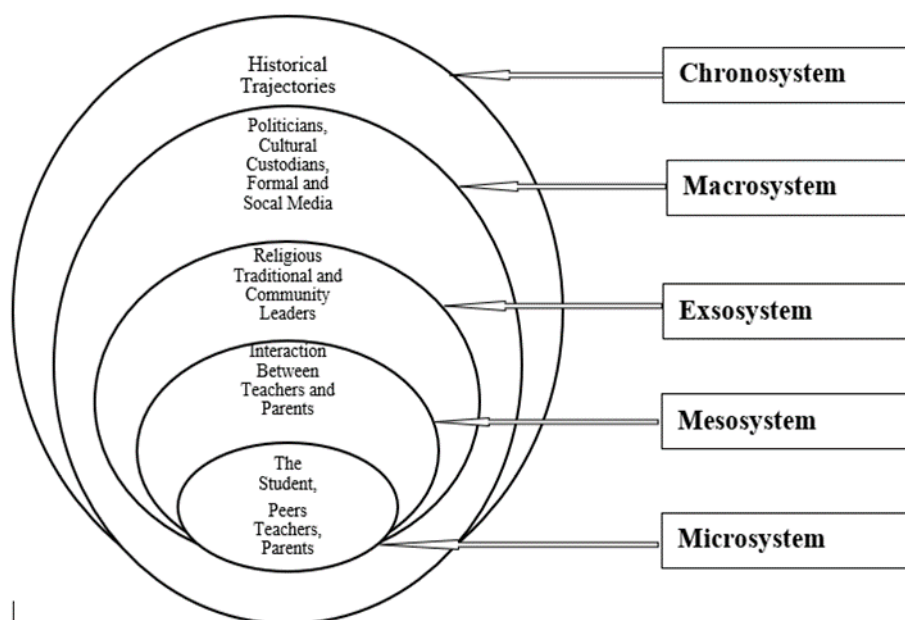 Historical
Trajectories
Chronosystem
Politicians,
Cultural
Custodians,
Formal and
Socal Media
Macrosystem
Religious
Traditional and
Community
Leaders
Exsosystem
Interaction
Between
Teachers and
Parents
Mesosystem
The
Student,
Peers
Teachers,
Parents
Microsystem